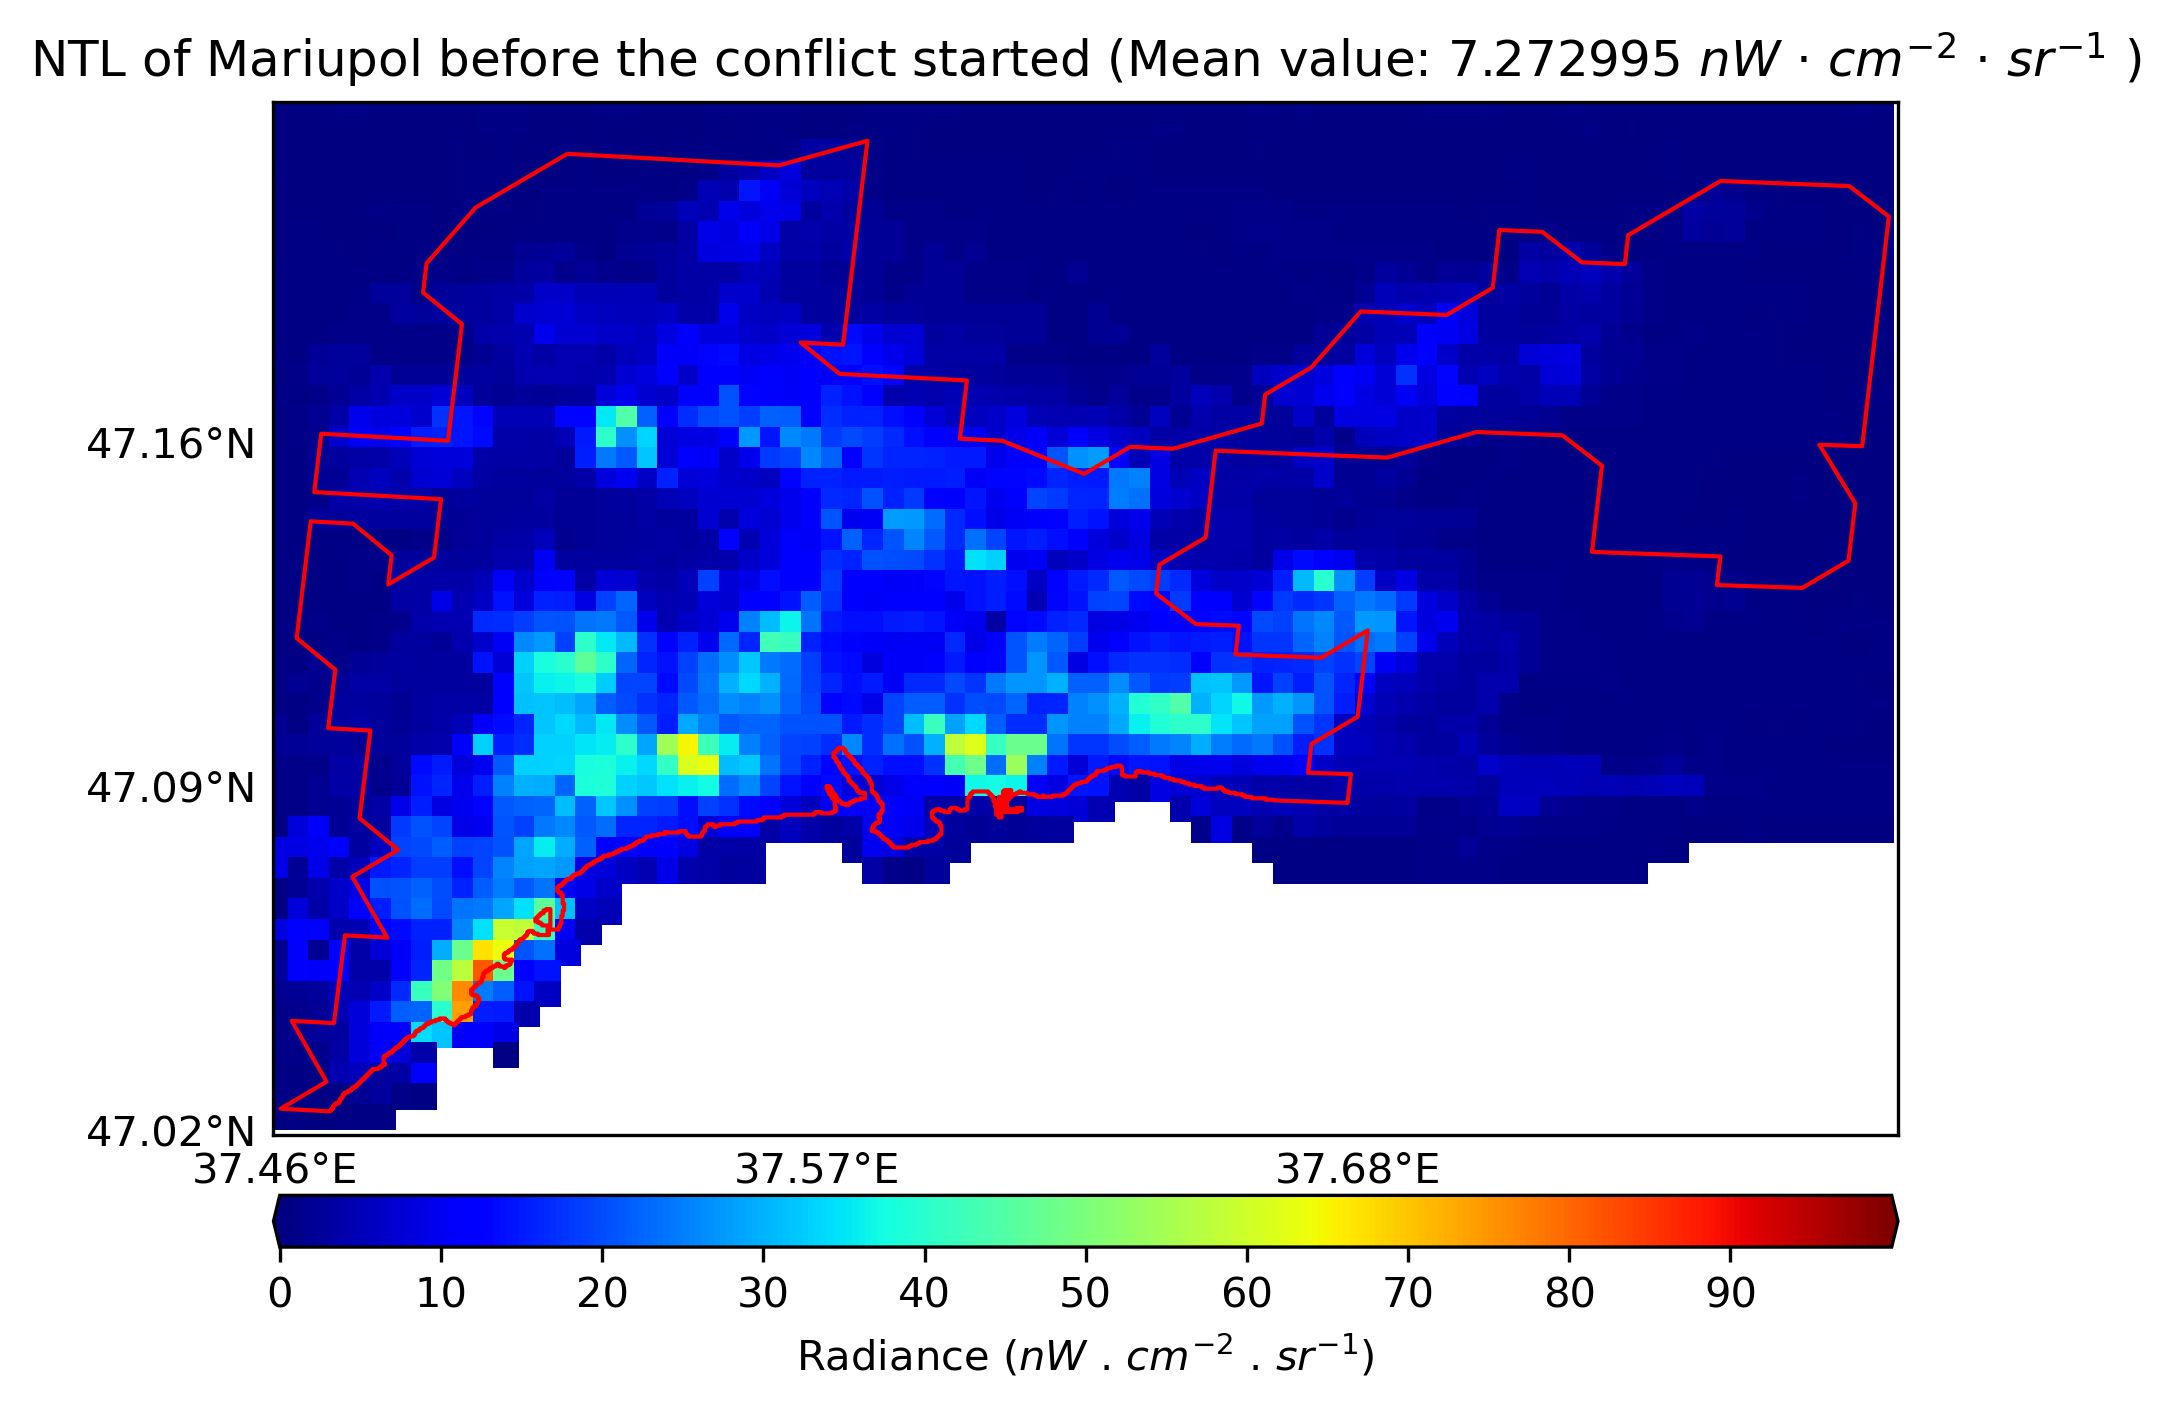 NTL of Mariupol before the conflict started (Mean value: 7.272995 nW · cm⁻² · sr⁻¹ )
47.16°N
47.09°N
47.02°N
37.46°E 37.57°E 37.68°E
0 10 20 30 40 50 60 70 80 90
Radiance (nW . cm⁻² . sr⁻¹)